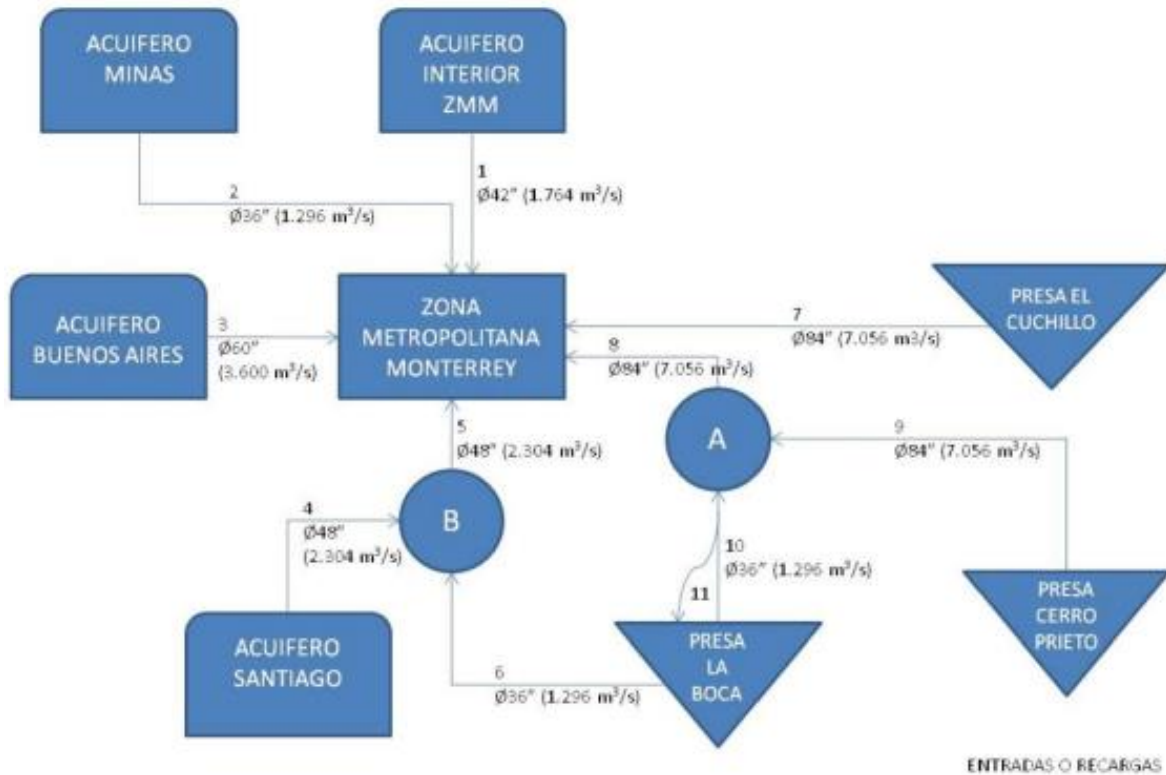 ACUIFERO
MINAS
ACUIFERO
INTERIOR
ZMM
1
Ø42" (1.764 m³/s)
2
Ø36" (1.296 m³/s)
ACUIFERO
BUENOS AIRES
3
Ø60"
(3.600 m³/s)
ZONA
METROPOLITANA
MONTERREY
7
Ø84" (7.056 m3/s)
PRESA EL
CUCHILLO
8
Ø84" (7.056 m³/s)
A
9
Ø84" (7.056 m³/s)
5
Ø48" (2.304 m³/s)
B
4
Ø48"
(2.304 m³/s)
10
Ø36" (1.296 m³/s)
11
ACUIFERO
SANTIAGO
6
Ø36" (1.296 m³/s)
PRESA
LA
BOCA
PRESA
CERRO
PRIETO
ENTRADAS O RECARGAS